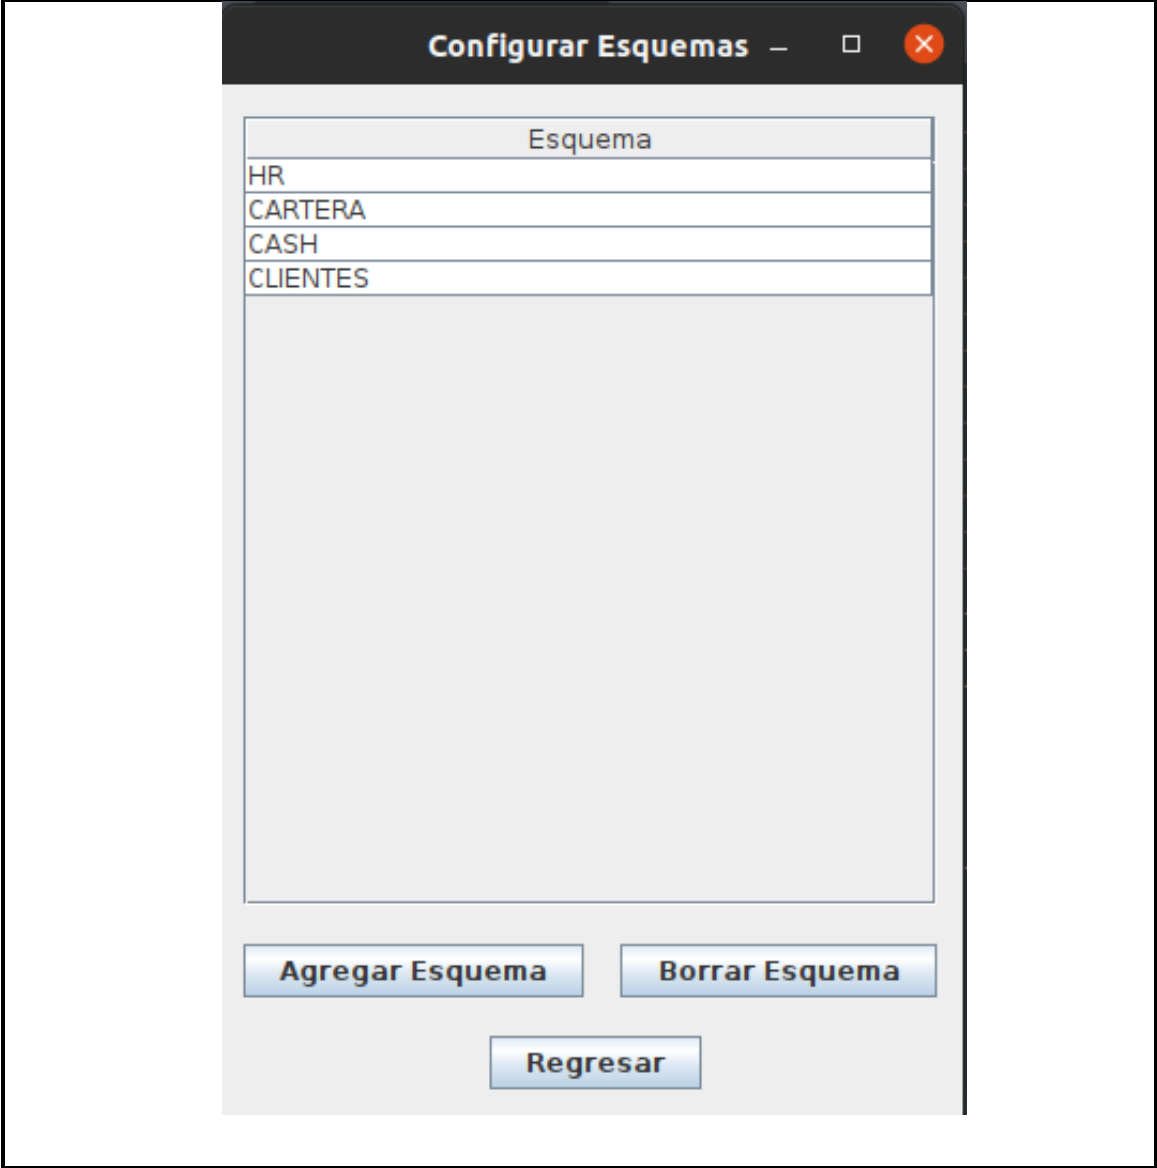 Configurar Esquemas
Esquema
HR
CARTERA
CASH
CLIENTES
Agregar Esquema
Borrar Esquema
Regresar